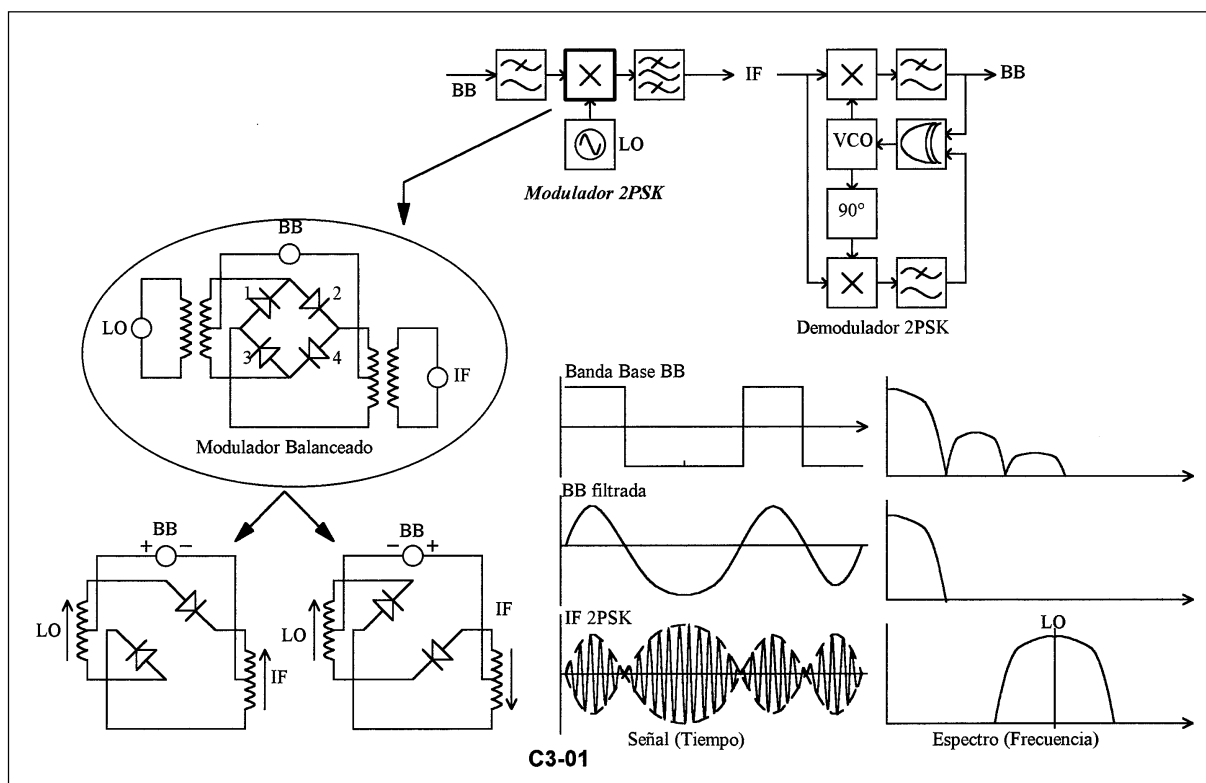 BB
LO
Modulador 2PSK
IF
BB
VCO
90°
Demodulador 2PSK
BB
1
2
LO
3
4
IF
Modulador Balanceado
BB
+ −
LO
IF
BB
− +
LO
IF
Banda Base BB
BB filtrada
IF 2PSK
LO
Señal (Tiempo)
Espectro (Frecuencia)
C3-01